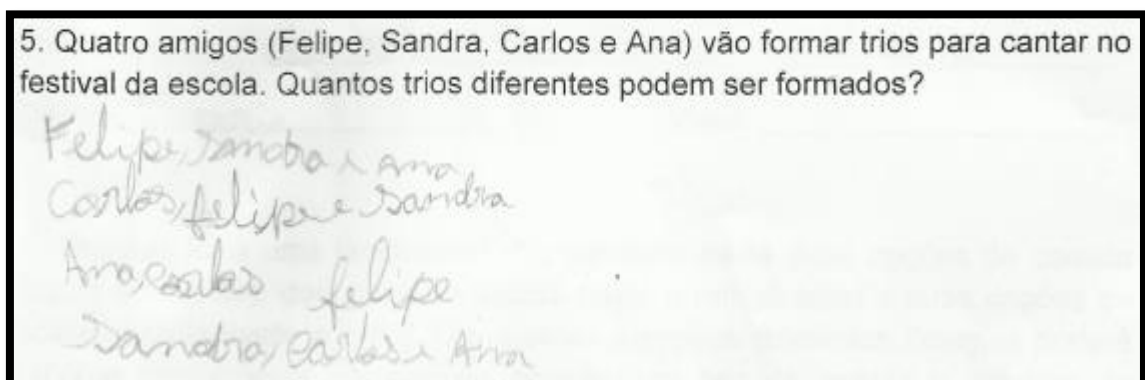 5. Quatro amigos (Felipe, Sandra, Carlos e Ana) vão formar trios para cantar no
festival da escola. Quantos trios diferentes podem ser formados?
Felipe, Sandra e Ana
Carlos, felipe e Sandra
Ana, Carlos felipe
Sandra, Carlos e Ana